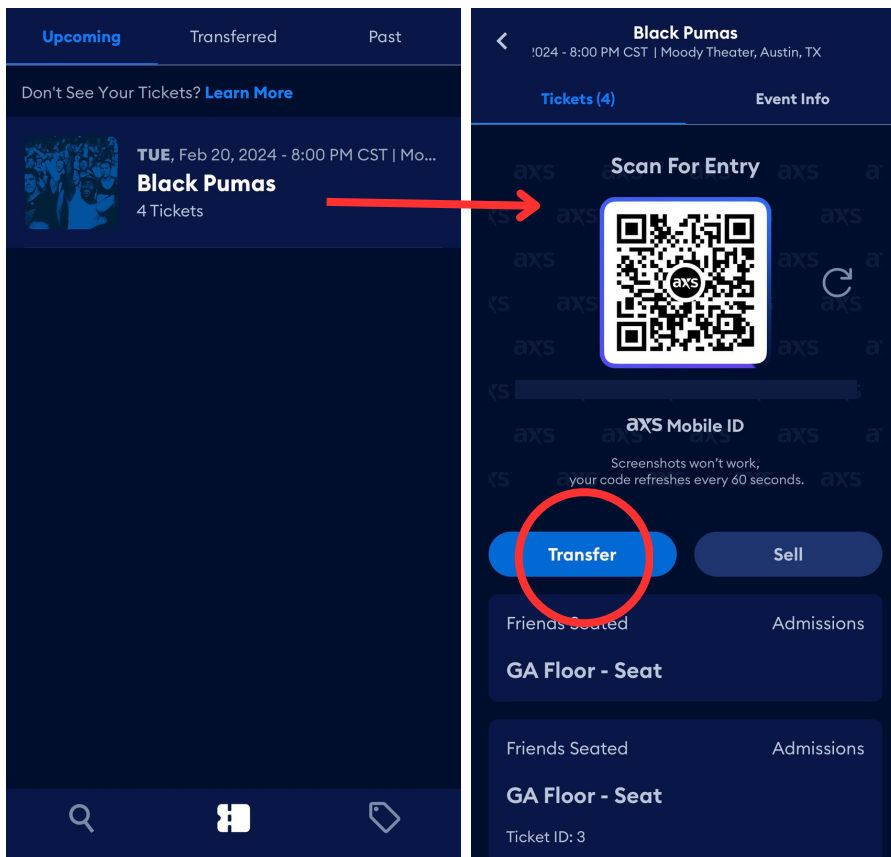 Upcoming Transferred Past
Don't See Your Tickets? Learn More
TUE, Feb 20, 2024 - 8:00 PM CST | Mo...
Black Pumas
4 Tickets
Black Pumas
2024 - 8:00 PM CST | Moody Theater, Austin, TX
Tickets (4) Event Info
Scan For Entry
axs
axs Mobile ID
Screenshots won't work,
your code refreshes every 60 seconds.
Transfer Sell
Friends Seated Admissions
GA Floor - Seat
Friends Seated Admissions
GA Floor - Seat
Ticket ID: 3